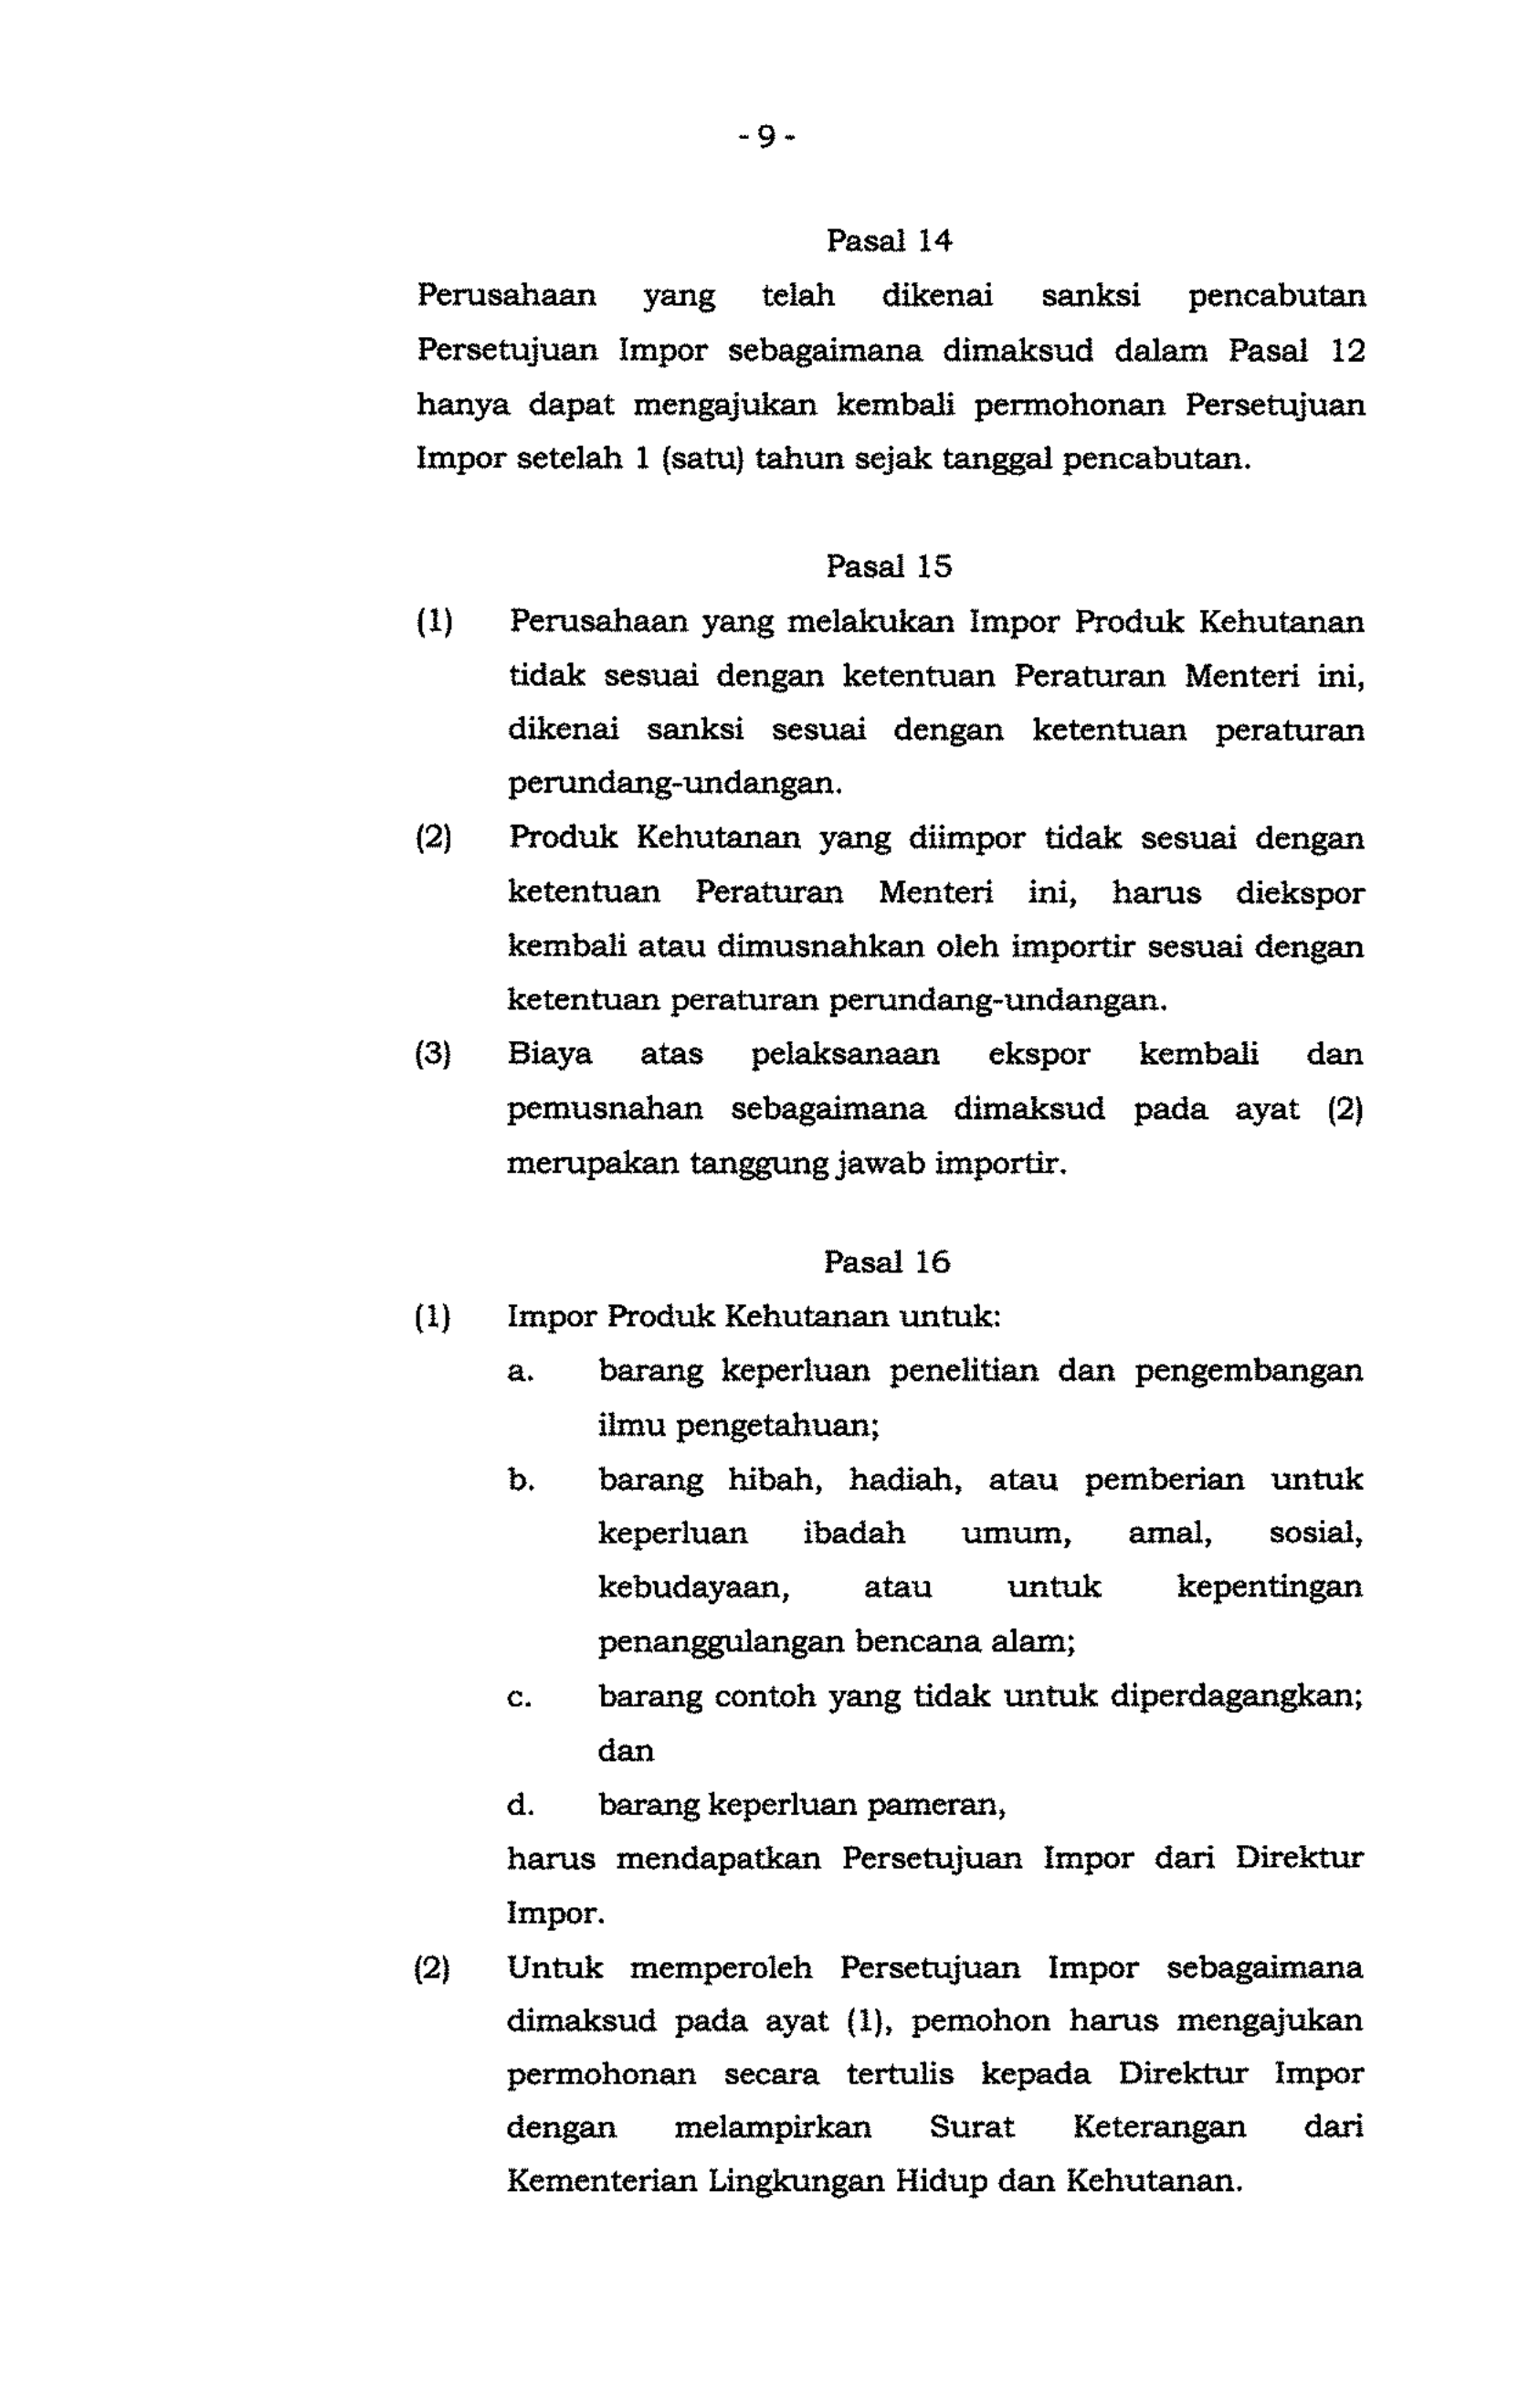 - 9 -
Pasal 14
Perusahaan yang telah dikenai sanksi pencabutan
Persetujuan Impor sebagaimana dimaksud dalam Pasal 12
hanya dapat mengajukan kembali permohonan Persetujuan
Impor setelah 1 (satu) tahun sejak tanggal pencabutan.
Pasal 15
(1) Perusahaan yang melakukan Impor Produk Kehutanan
tidak sesuai dengan ketentuan Peraturan Menteri ini,
dikenai sanksi sesuai dengan ketentuan peraturan
perundang-undangan.
(2) Produk Kehutanan yang diimpor tidak sesuai dengan
ketentuan Peraturan Menteri ini, harus diekspor
kembali atau dimusnahkan oleh importir sesuai dengan
ketentuan peraturan perundang-undangan.
(3) Biaya atas pelaksanaan ekspor kembali dan
pemusnahan sebagaimana dimaksud pada ayat (2)
merupakan tanggung jawab importir.
Pasal 16
(1) Impor Produk Kehutanan untuk:
a. barang keperluan penelitian dan pengembangan
ilmu pengetahuan;
b. barang hibah, hadiah, atau pemberian untuk
keperluan ibadah umum, amal, sosial,
kebudayaan, atau untuk kepentingan
penanggulangan bencana alam;
c. barang contoh yang tidak untuk diperdagangkan;
dan
d. barang keperluan pameran,
harus mendapatkan Persetujuan Impor dari Direktur
Impor.
(2) Untuk memperoleh Persetujuan Impor sebagaimana
dimaksud pada ayat (1), pemohon harus mengajukan
permohonan secara tertulis kepada Direktur Impor
dengan melampirkan Surat Keterangan dari
Kementerian Lingkungan Hidup dan Kehutanan.